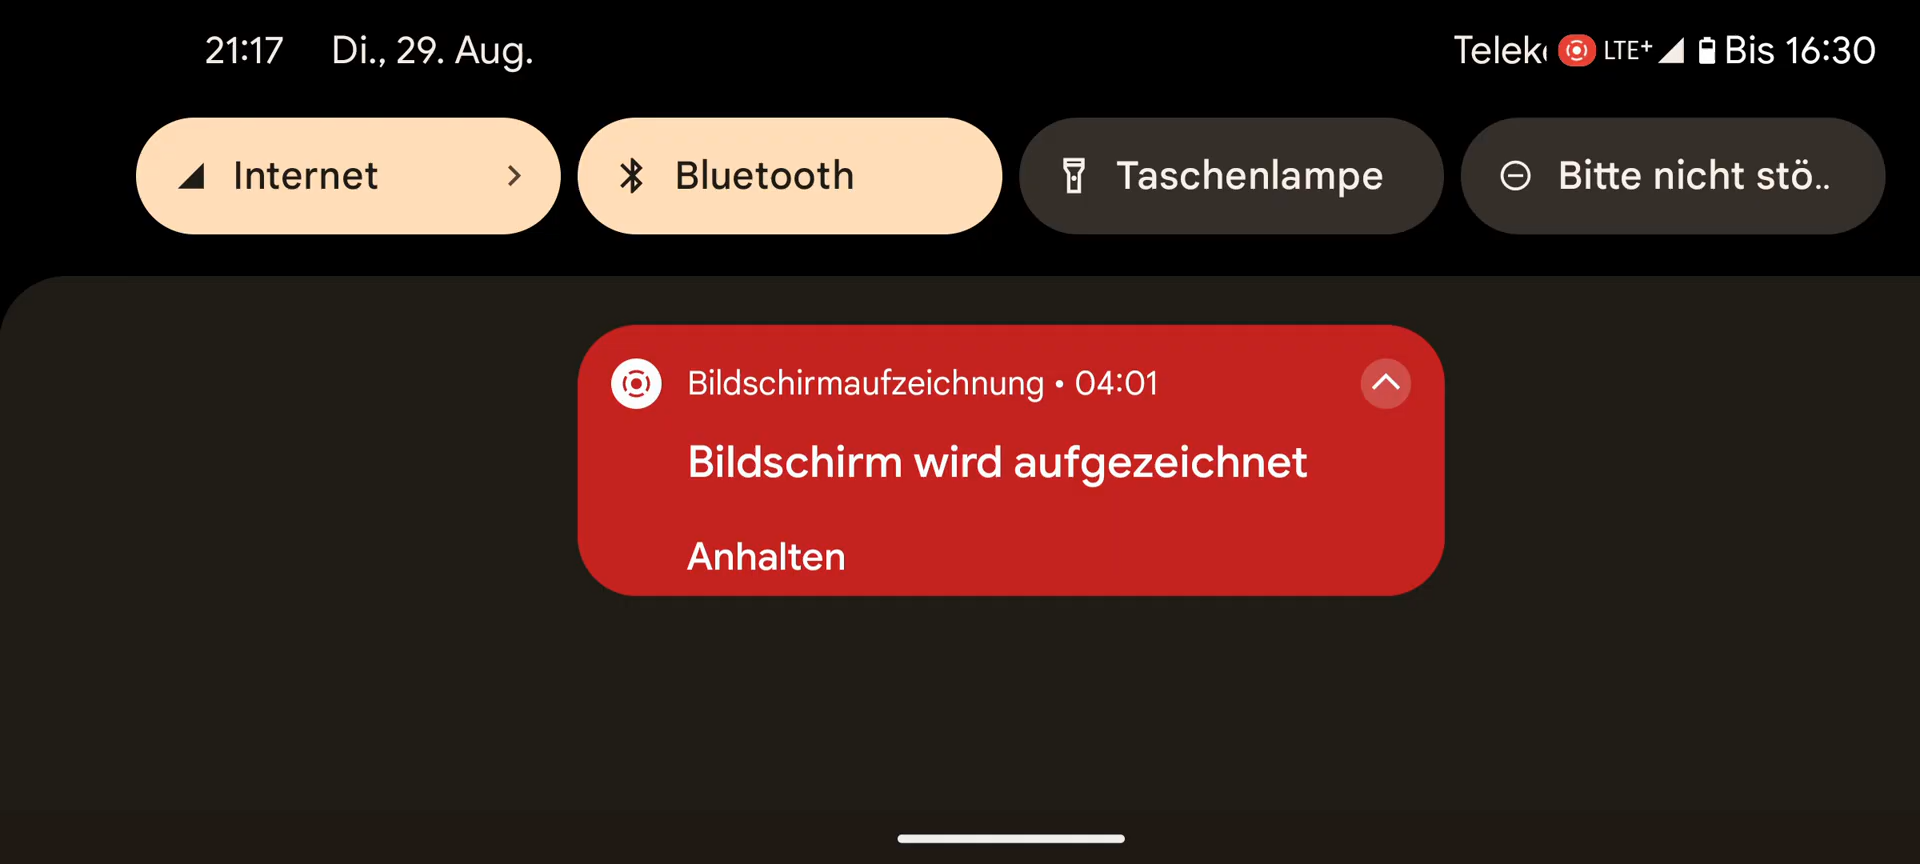 21:17 Di., 29. Aug. Telek LTE+ Bis 16:30
Internet Bluetooth Taschenlampe Bitte nicht stö..
Bildschirmaufzeichnung • 04:01
Bildschirm wird aufgezeichnet
Anhalten